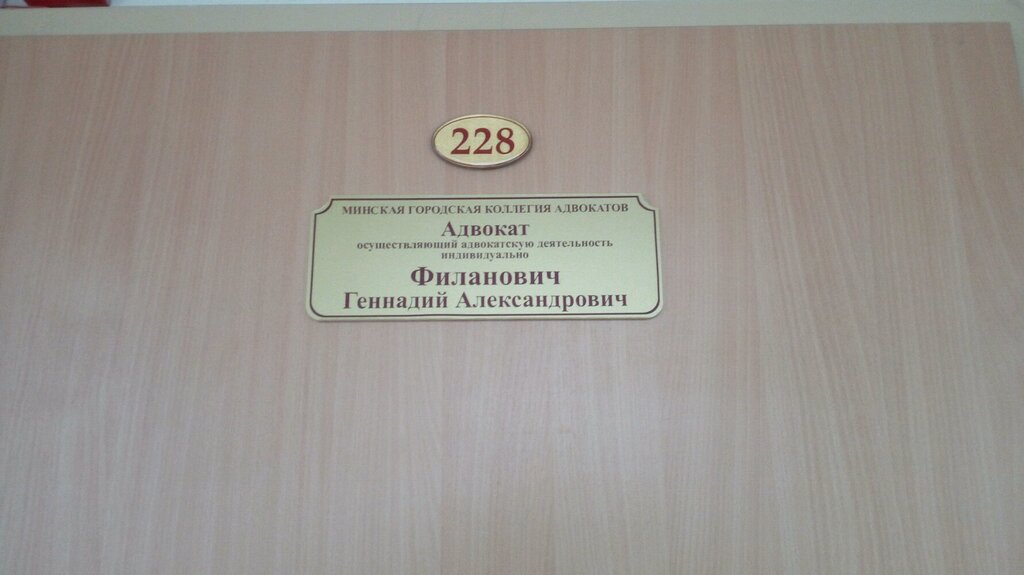 228
МИНСКАЯ ГОРОДСКАЯ КОЛЛЕГИЯ АДВОКАТОВ
Адвокат
осуществляющий адвокатскую деятельность
индивидуально
Филанович
Геннадий Александрович